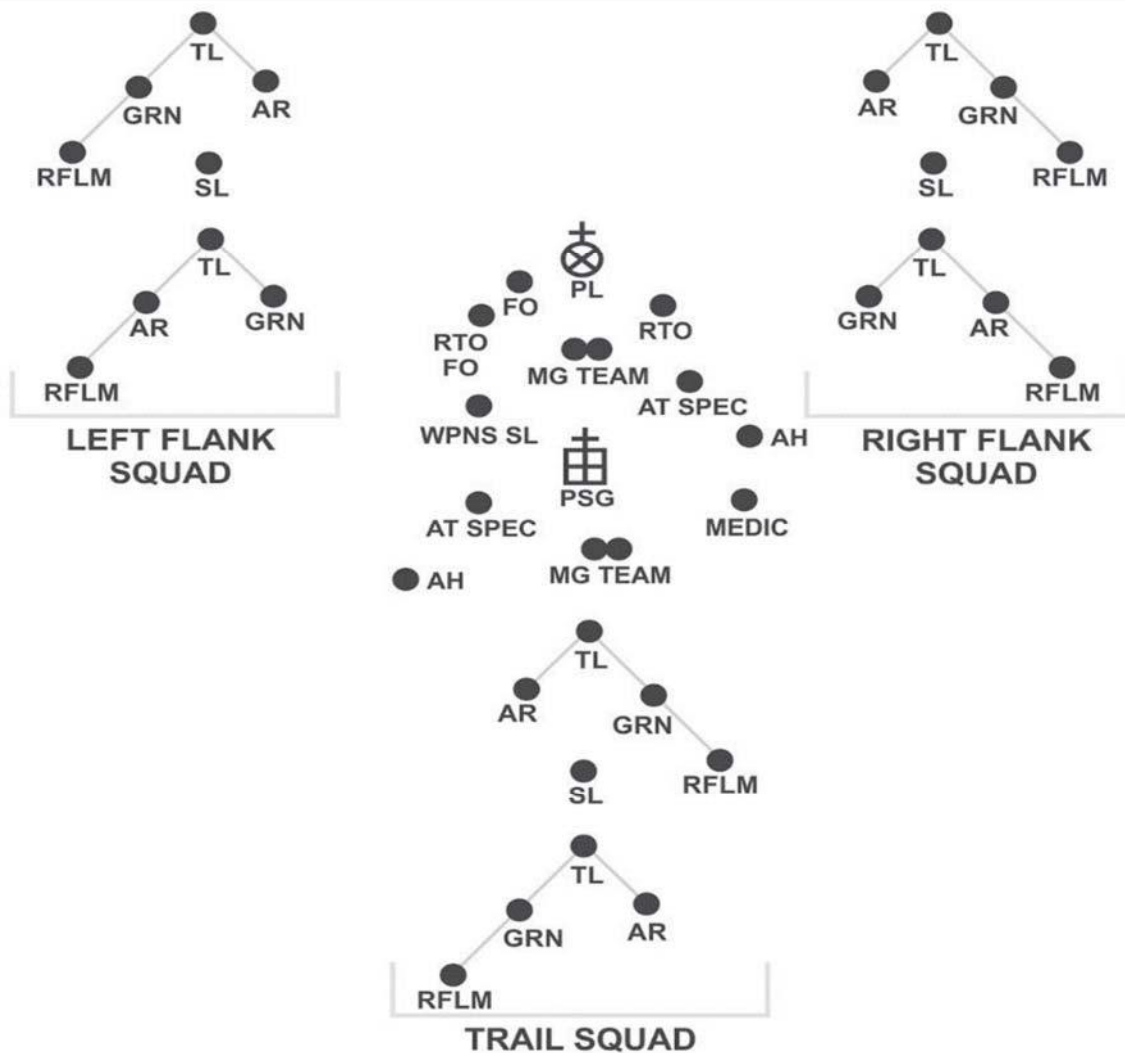 TL
GRN
AR
RFLM
SL
TL
AR
GRN
RFLM
LEFT FLANK
SQUAD
TL
AR
GRN
RFLM
SL
TL
GRN
AR
RFLM
RIGHT FLANK
SQUAD
PL
FO
RTO
FO
RTO
MG TEAM
AT SPEC
WPNS SL
AH
PSG
AT SPEC
MEDIC
MG TEAM
AH
TL
AR
GRN
RFLM
SL
TL
GRN
AR
RFLM
TRAIL SQUAD